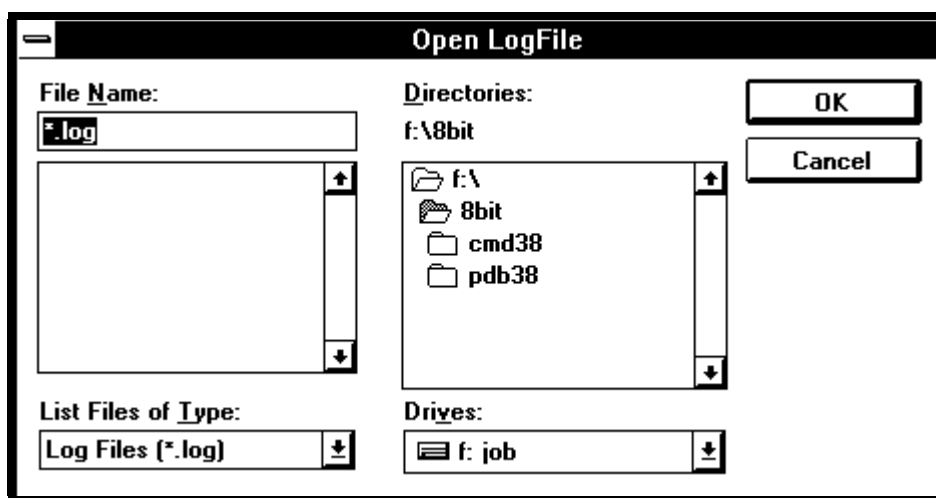 Open LogFile
File Name:
*.log
List Files of Type:
Log Files (*.log)
Directories:
f:\8bit
f:\
8bit
cmd38
pdb38
Drives:
f: job
OK
Cancel